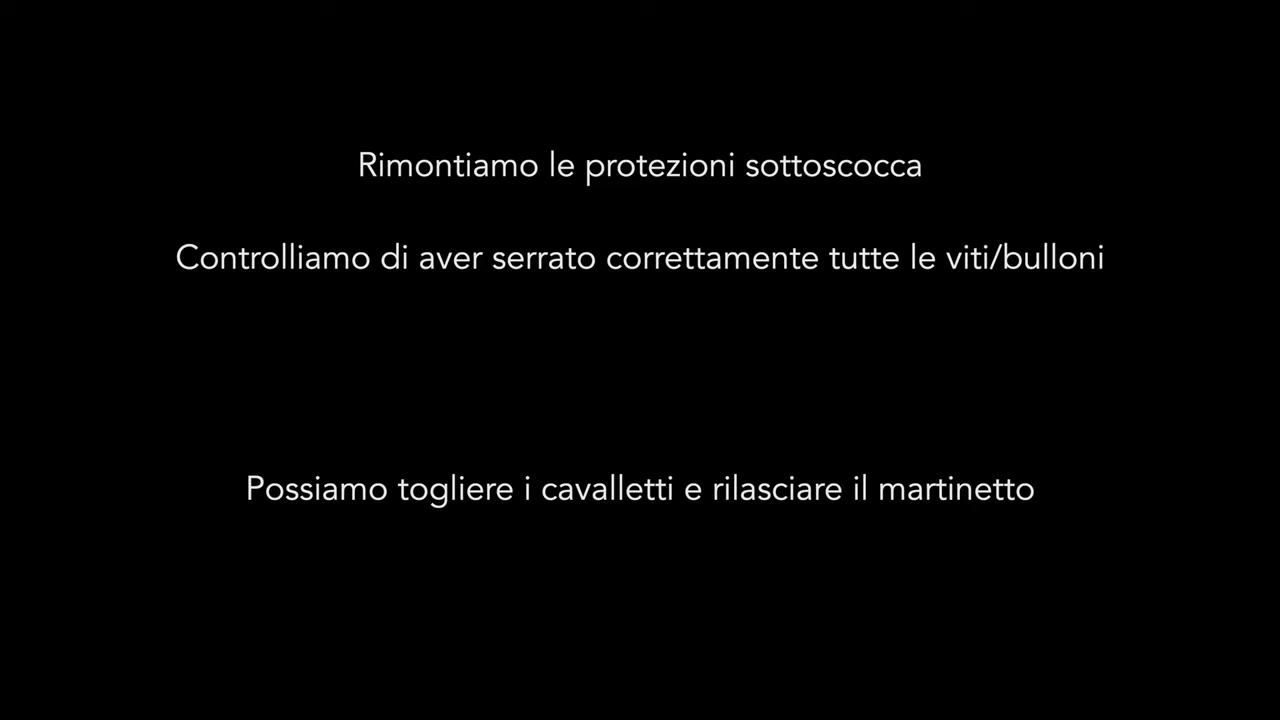 Rimontiamo le protezioni sottoscocca
Controlliamo di aver serrato correttamente tutte le viti/bulloni
Possiamo togliere i cavalletti e rilasciare il martinetto